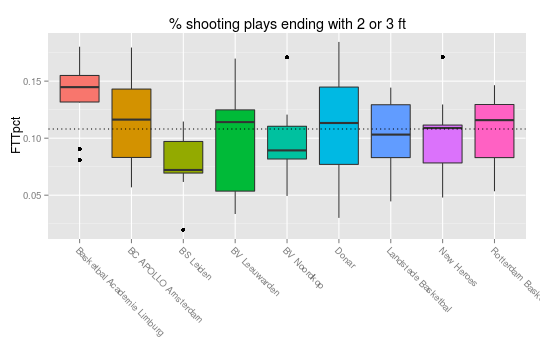 % shooting plays ending with 2 or 3 ft
FTTpct
0.15
0.10
0.05
Basketbal Academie Limburg
BC APOLLO Amsterdam
BS Leiden
BV Leeuwarden
BV Noordkop
Donar
Landstede Basketbal
New Heroes
Rotterdam Bask